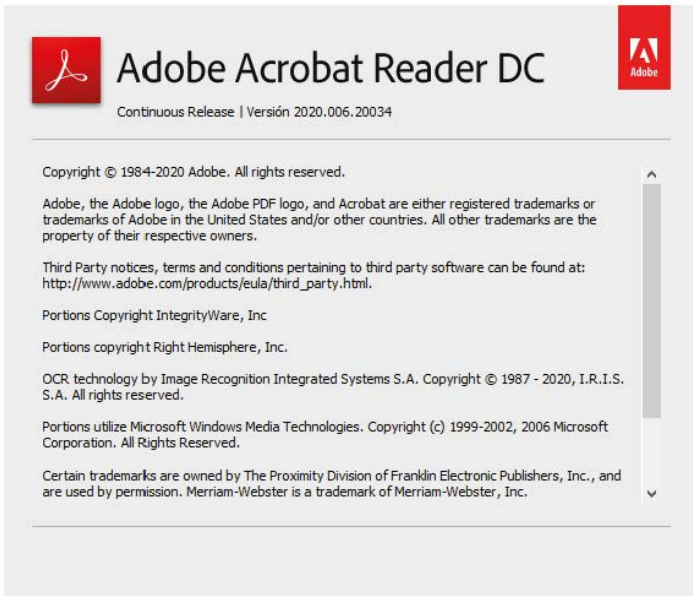 Adobe Acrobat Reader DC
Adobe
Continuous Release | Versión 2020.006.20034
Copyright © 1984-2020 Adobe. All rights reserved.
Adobe, the Adobe logo, the Adobe PDF logo, and Acrobat are either registered trademarks or
trademarks of Adobe in the United States and/or other countries. All other trademarks are the
property of their respective owners.
Third Party notices, terms and conditions pertaining to third party software can be found at:
http://www.adobe.com/products/eula/third_party.html.
Portions Copyright IntegrityWare, Inc
Portions copyright Right Hemisphere, Inc.
OCR technology by Image Recognition Integrated Systems S.A. Copyright © 1987 - 2020, I.R.I.S.
S.A. All rights reserved.
Portions utilize Microsoft Windows Media Technologies. Copyright (c) 1999-2002, 2006 Microsoft
Corporation. All Rights Reserved.
Certain trademarks are owned by The Proximity Division of Franklin Electronic Publishers, Inc., and
are used by permission. Merriam-Webster is a trademark of Merriam-Webster, Inc.